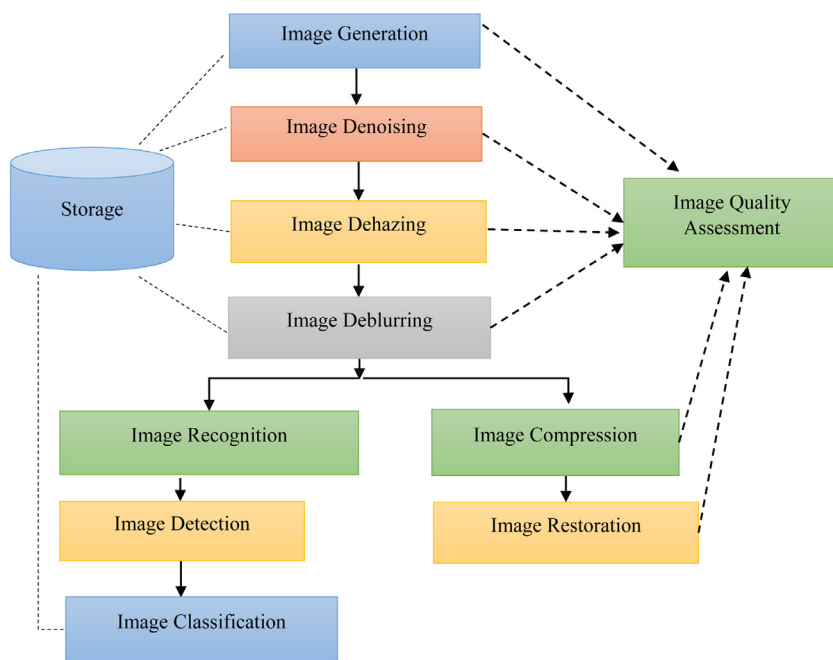 Image Generation
Image Denoising
Storage
Image Dehazing
Image Quality
Assessment
Image Deblurring
Image Recognition
Image Compression
Image Detection
Image Restoration
Image Classification